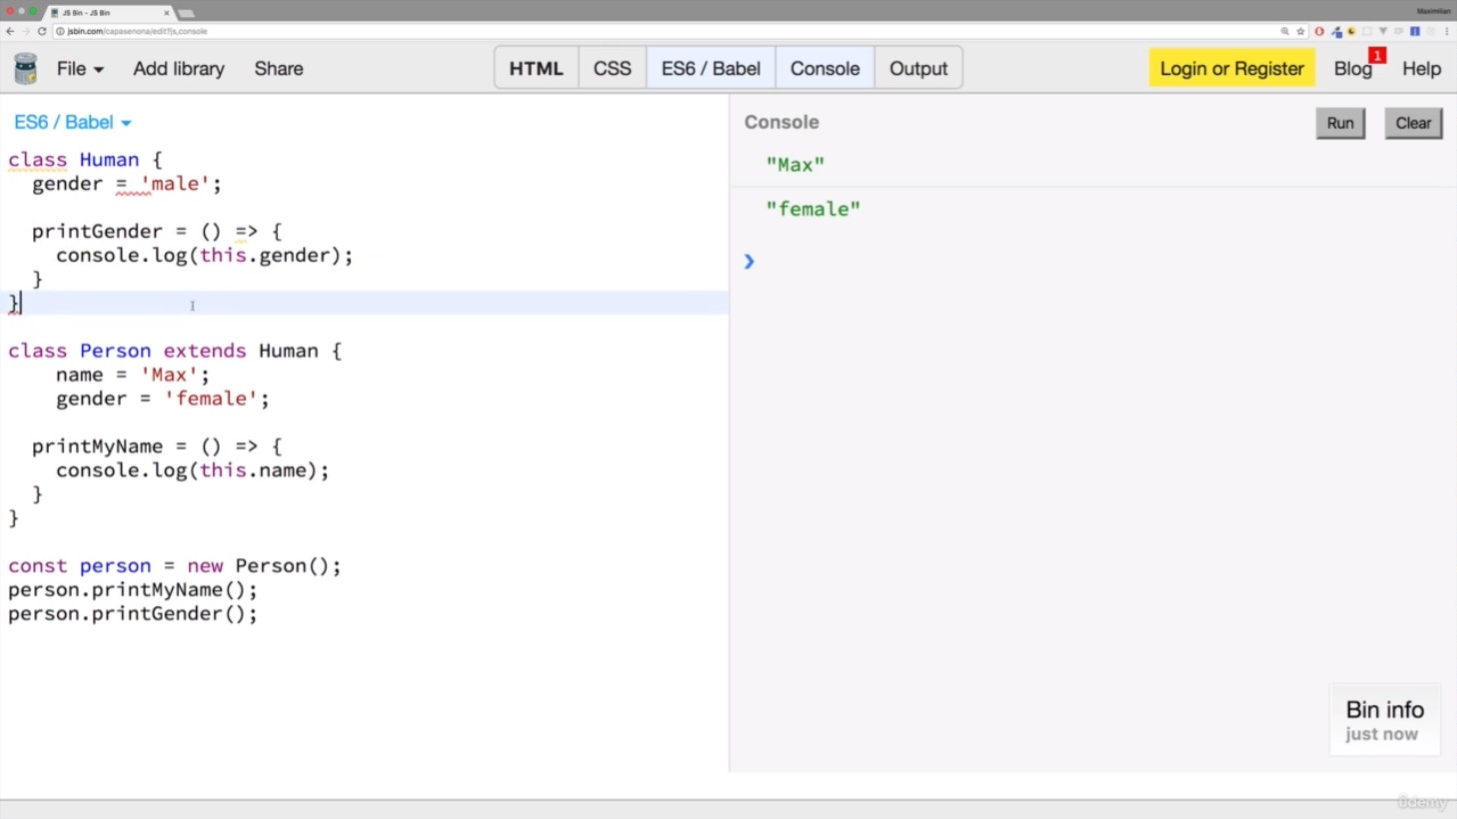 JS Bin - JS Bin
Maximilian
jsbin.com/capasenona/edit?js,console
File
Add library
Share
HTML
CSS
ES6 / Babel
Console
Output
Login or Register
Blog
1
Help
ES6 / Babel
class Human {
  gender = 'male';
  printGender = () => {
    console.log(this.gender);
  }
}
class Person extends Human {
    name = 'Max';
    gender = 'female';
  printMyName = () => {
    console.log(this.name);
  }
}
const person = new Person();
person.printMyName();
person.printGender();
Console
Run
Clear
"Max"
"female"
Bin info
just now
ûdemy